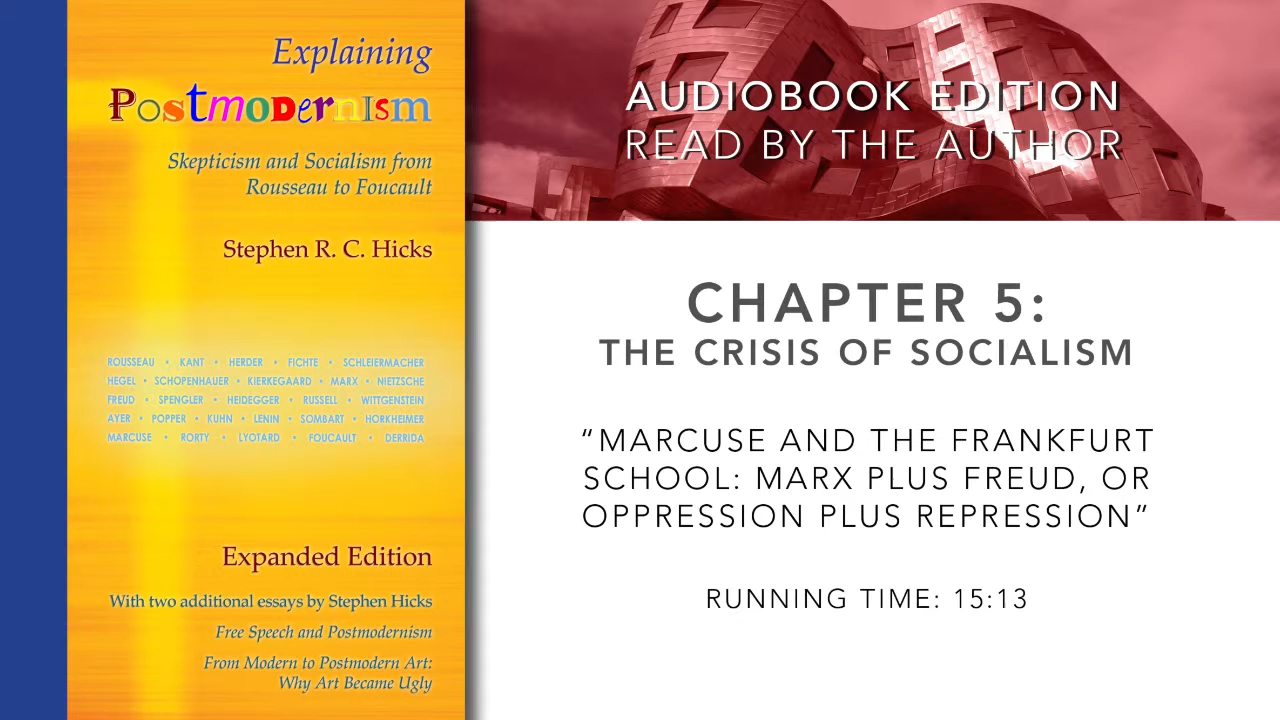 Explaining
Postmodernism
Skepticism and Socialism from
Rousseau to Foucault
Stephen R. C. Hicks
ROUSSEAU • KANT • HERDER • FICHTE • SCHLEIERMACHER
HEGEL • SCHOPENHAUER • KIERKEGAARD • MARX • NIETZSCHE
FREUD • SPENGLER • HEIDEGGER • RUSSELL • WITTGENSTEIN
AYER • POPPER • KUHN • LENIN • SOMBART • HORKHEIMER
MARCUSE • RORTY • LYOTARD • FOUCAULT • DERRIDA
Expanded Edition
With two additional essays by Stephen Hicks
Free Speech and Postmodernism
From Modern to Postmodern Art:
Why Art Became Ugly
AUDIOBOOK EDITION
READ BY THE AUTHOR
CHAPTER 5:
THE CRISIS OF SOCIALISM
“MARCUSE AND THE FRANKFURT
SCHOOL: MARX PLUS FREUD, OR
OPPRESSION PLUS REPRESSION”
RUNNING TIME: 15:13